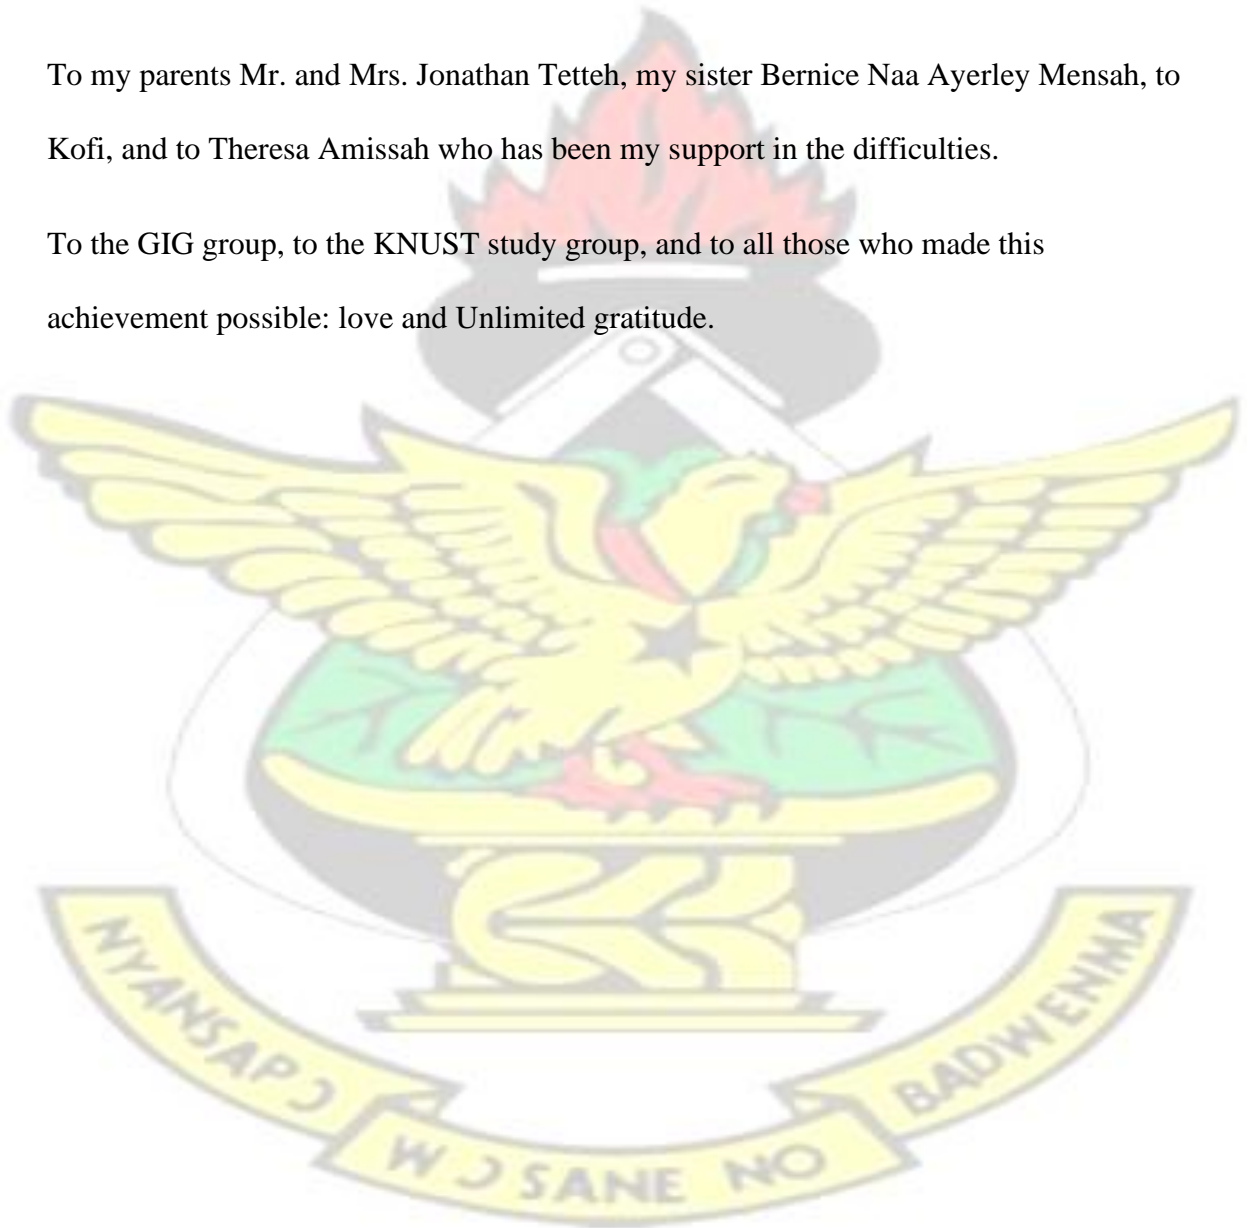 To my parents Mr. and Mrs. Jonathan Tetteh, my sister Bernice Naa Ayerley Mensah, to
Kofi, and to Theresa Amissah who has been my support in the difficulties.
To the GIG group, to the KNUST study group, and to all those who made this
achievement possible: love and Unlimited gratitude.
NYANSAPƆ
WƆSANE NO
BADWENMA